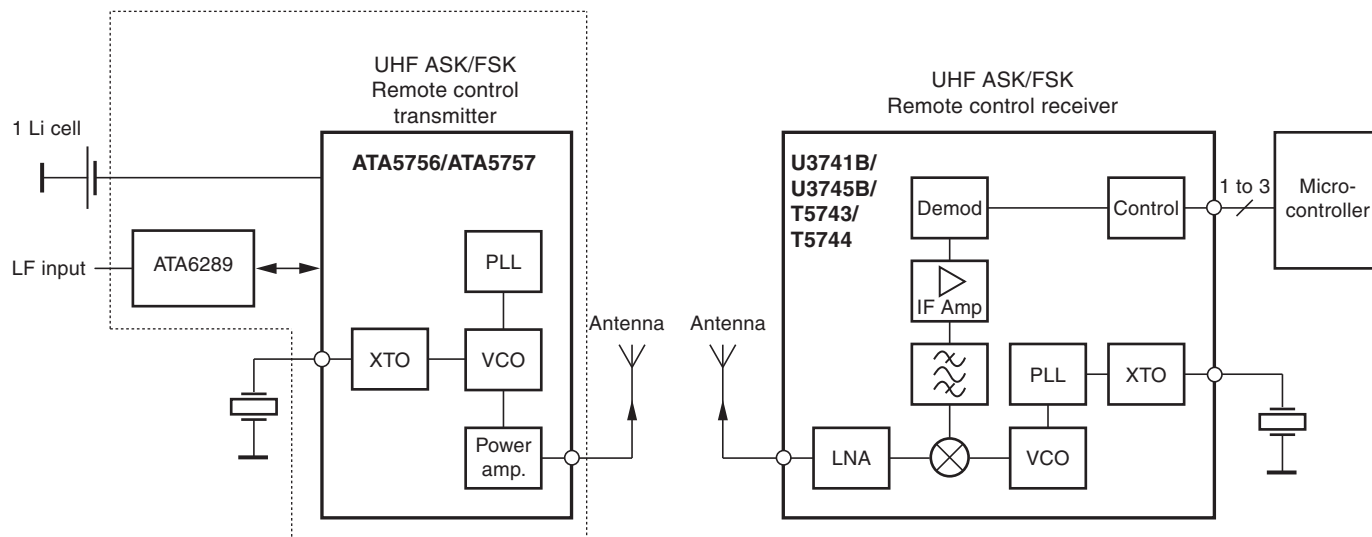 UHF ASK/FSK
Remote control
transmitter
1 Li cell
ATA5756/ATA5757
LF input
ATA6289
PLL
XTO
VCO
Power
amp.
Antenna
Antenna
UHF ASK/FSK
Remote control receiver
U3741B/
U3745B/
T5743/
T5744
Demod
Control
1 to 3
Micro-
controller
IF Amp
PLL
XTO
LNA
VCO